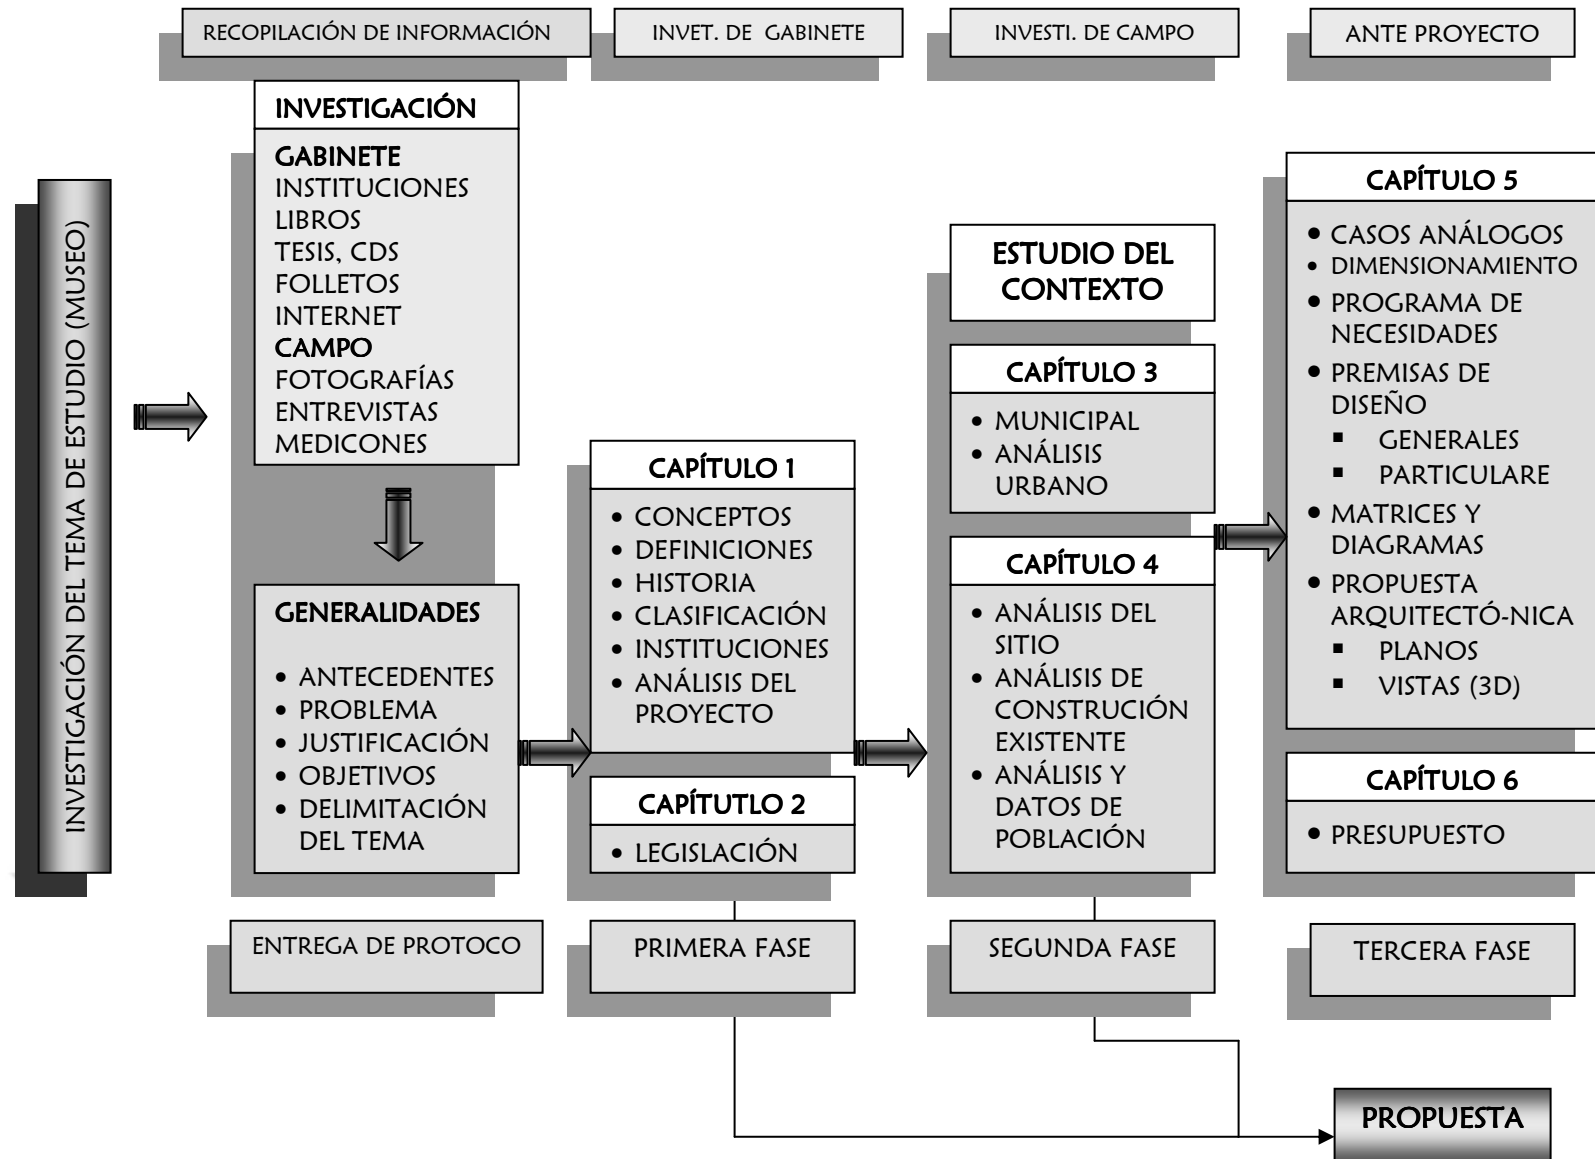 RECOPILACIÓN DE INFORMACIÓN
INVET. DE GABINETE
INVESTI. DE CAMPO
ANTE PROYECTO
INVESTIGACIÓN DEL TEMA DE ESTUDIO (MUSEO)
INVESTIGACIÓN
GABINETE
INSTITUCIONES
LIBROS
TESIS, CDS
FOLLETOS
INTERNET
CAMPO
FOTOGRAFÍAS
ENTREVISTAS
MEDICONES
GENERALIDADES
• ANTECEDENTES
• PROBLEMA
• JUSTIFICACIÓN
• OBJETIVOS
• DELIMITACIÓN
DEL TEMA
CAPÍTULO 1
• CONCEPTOS
• DEFINICIONES
• HISTORIA
• CLASIFICACIÓN
• INSTITUCIONES
• ANÁLISIS DEL
PROYECTO
CAPÍTUTLO 2
• LEGISLACIÓN
ESTUDIO DEL
CONTEXTO
CAPÍTULO 3
• MUNICIPAL
• ANÁLISIS
URBANO
CAPÍTULO 4
• ANÁLISIS DEL
SITIO
• ANÁLISIS DE
CONSTRUCIÓN
EXISTENTE
• ANÁLISIS Y
DATOS DE
POBLACIÓN
CAPÍTULO 5
• CASOS ANÁLOGOS
• DIMENSIONAMIENTO
• PROGRAMA DE
NECESIDADES
• PREMISAS DE
DISEÑO
▪ GENERALES
▪ PARTICULARE
• MATRICES Y
DIAGRAMAS
• PROPUESTA
ARQUITECTÓ-NICA
▪ PLANOS
▪ VISTAS (3D)
CAPÍTULO 6
• PRESUPUESTO
ENTREGA DE PROTOCO
PRIMERA FASE
SEGUNDA FASE
TERCERA FASE
PROPUESTA